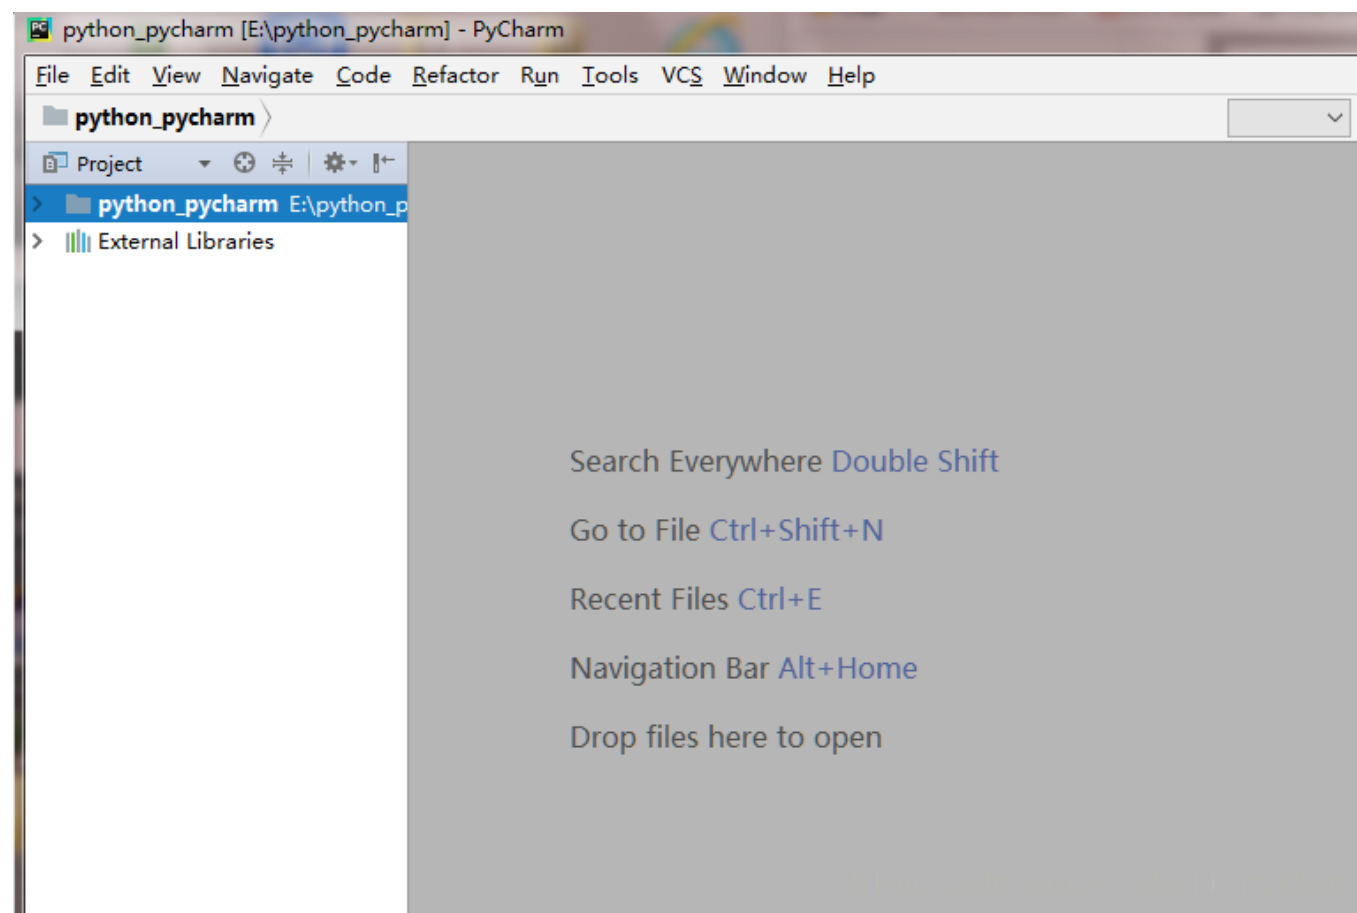 python_pycharm [E:\python_pycharm] - PyCharm
File Edit View Navigate Code Refactor Run Tools VCS Window Help
python_pycharm
Project
python_pycharm E:\python_p
External Libraries
Search Everywhere Double Shift
Go to File Ctrl+Shift+N
Recent Files Ctrl+E
Navigation Bar Alt+Home
Drop files here to open